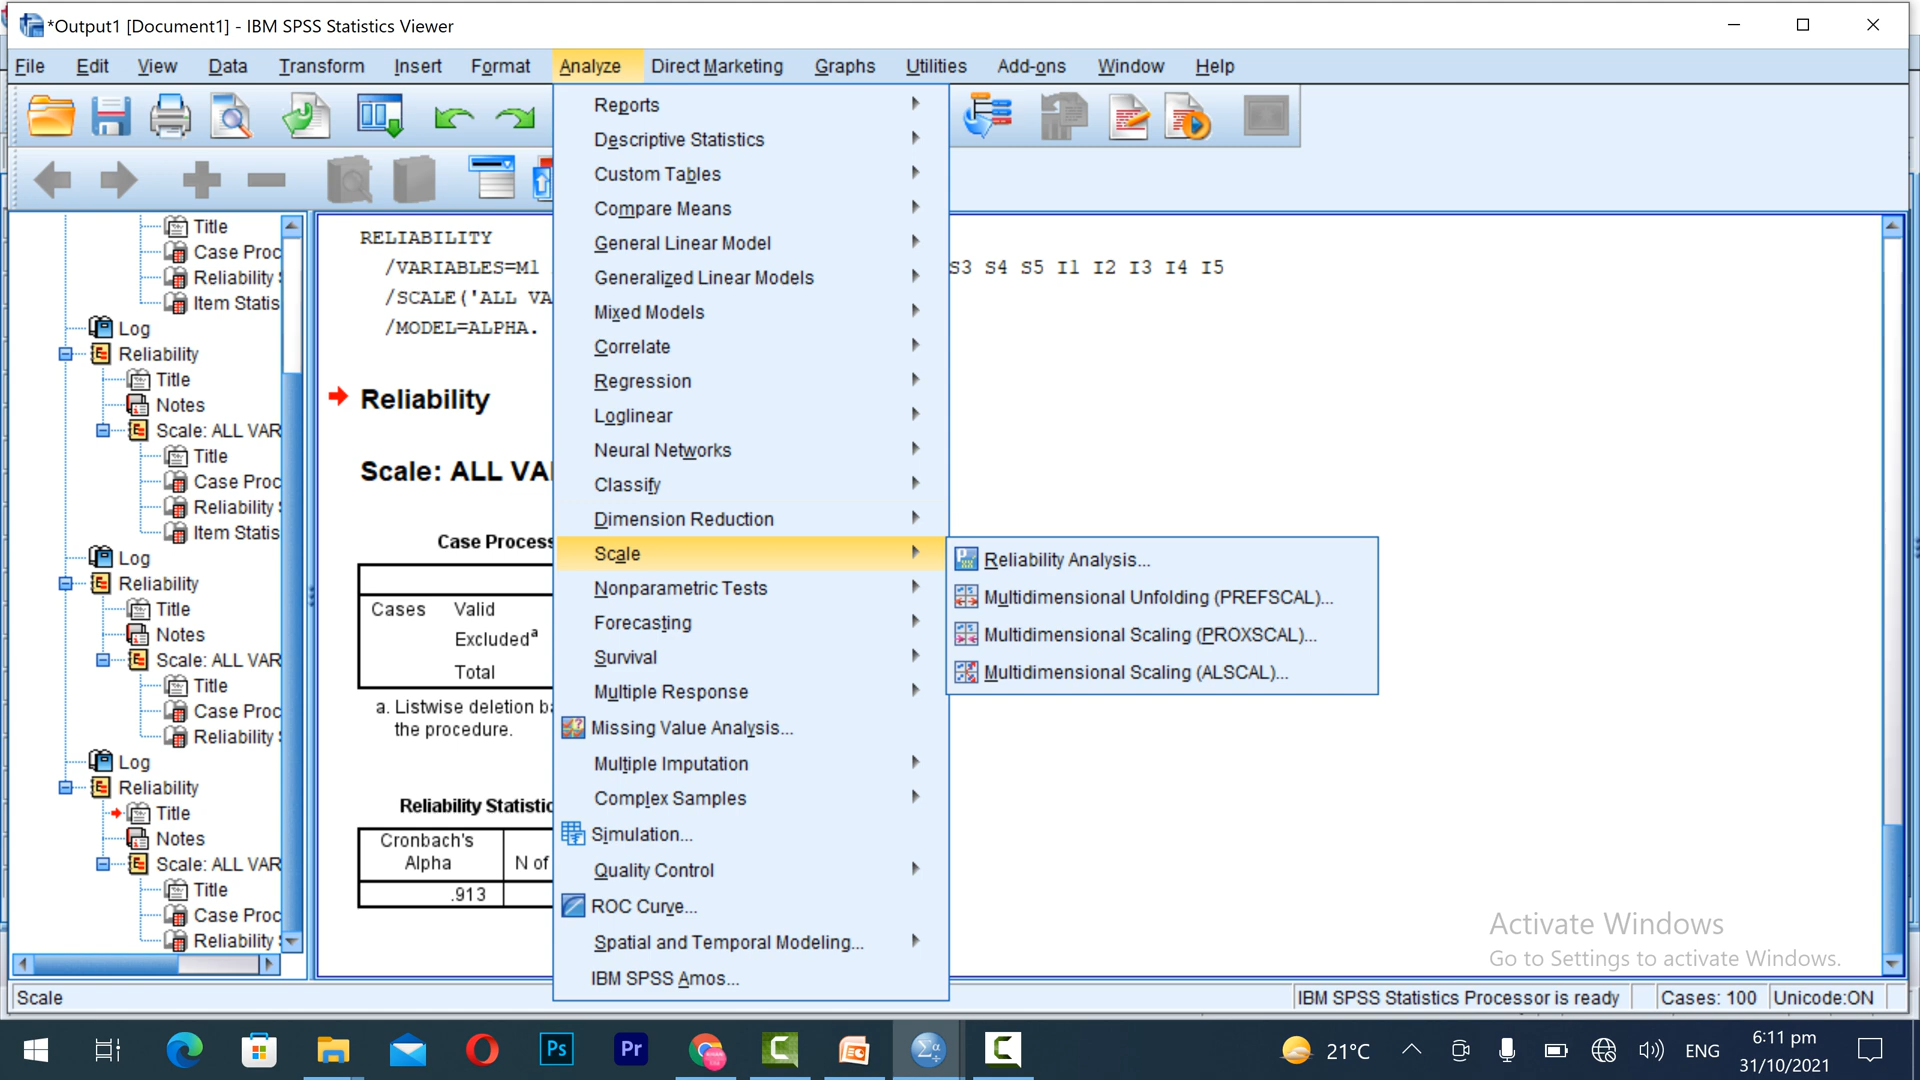 *Output1 [Document1] - IBM SPSS Statistics Viewer
File Edit View Data Transform Insert Format Analyze Direct Marketing Graphs Utilities Add-ons Window Help
Title
Case Proc
Reliability
Item Statis
Log
Reliability
Title
Notes
Scale: ALL VAR
Title
Case Proc
Reliability
Item Statis
Log
Reliability
Title
Notes
Scale: ALL VAR
Title
Case Proc
Reliability
Log
Reliability
Title
Notes
Scale: ALL VAR
Title
Case Proc
Reliability
RELIABILITY
/VARIABLES=M1 S3 S4 S5 I1 I2 I3 I4 I5
/SCALE('ALL VA
/MODEL=ALPHA.
Reliability
Scale: ALL VA
Case Process
Cases Valid
Excludedᵃ
Total
a. Listwise deletion ba
the procedure.
Reliability Statistic
Cronbach's
Alpha N of
.913
Reports
Descriptive Statistics
Custom Tables
Compare Means
General Linear Model
Generalized Linear Models
Mixed Models
Correlate
Regression
Loglinear
Neural Networks
Classify
Dimension Reduction
Scale
Nonparametric Tests
Forecasting
Survival
Multiple Response
Missing Value Analysis...
Multiple Imputation
Complex Samples
Simulation...
Quality Control
ROC Curve...
Spatial and Temporal Modeling...
IBM SPSS Amos...
Reliability Analysis...
Multidimensional Unfolding (PREFSCAL)...
Multidimensional Scaling (PROXSCAL)...
Multidimensional Scaling (ALSCAL)...
Activate Windows
Go to Settings to activate Windows.
Scale
IBM SPSS Statistics Processor is ready Cases: 100 Unicode:ON
Ps Pr 21°C ENG
6:11 pm
31/10/2021